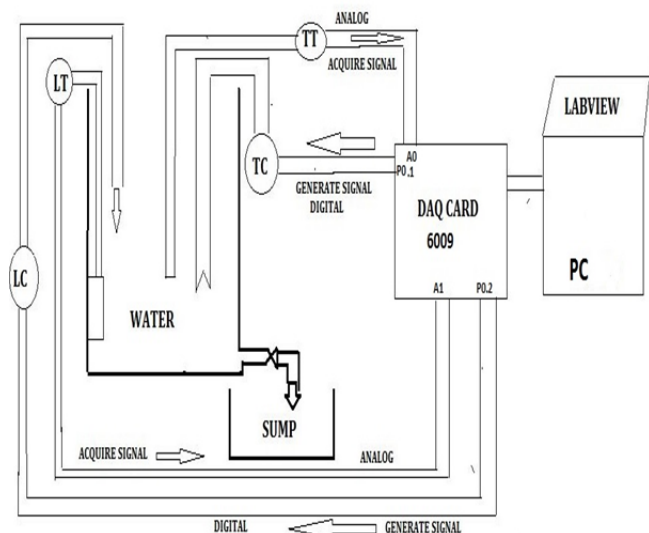 ANALOG
TT
ACQUIRE SIGNAL
LT
LABVIEW
A0
P0.1
TC
GENERATE SIGNAL
DIGITAL
DAQ CARD
6009
PC
LC
A1
P0.2
WATER
SUMP
ACQUIRE SIGNAL
ANALOG
DIGITAL
GENERATE SIGNAL